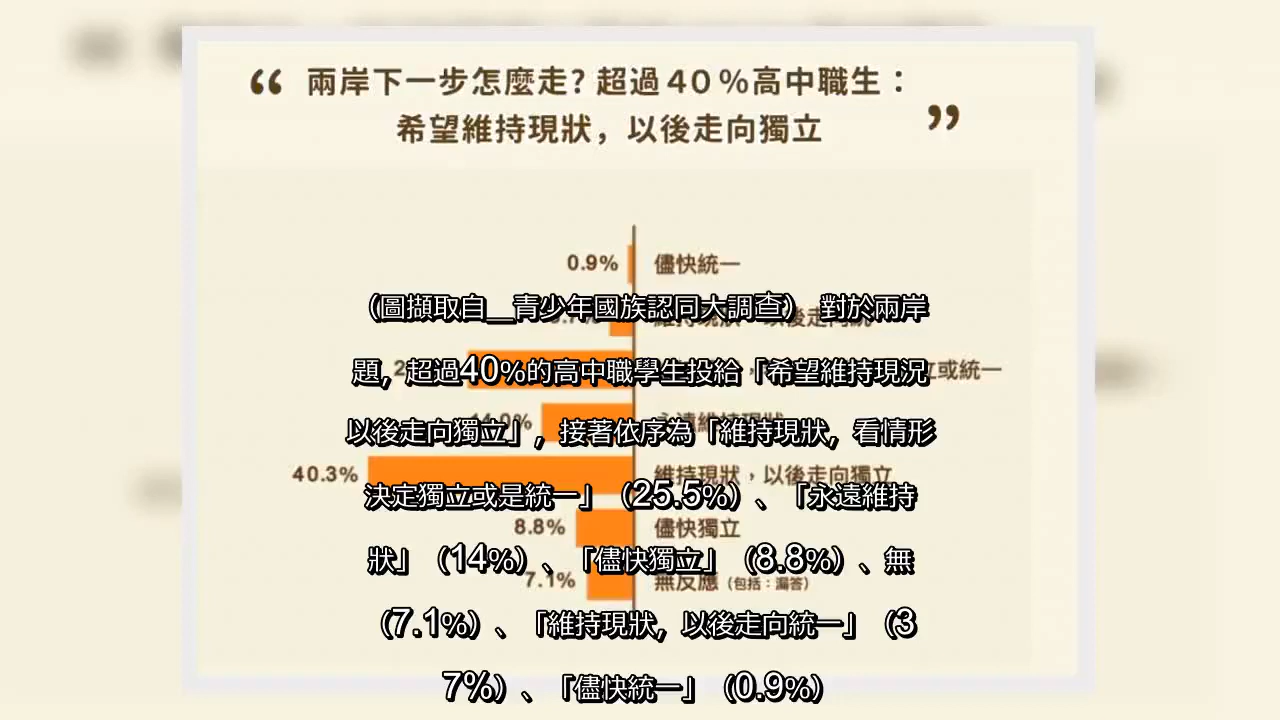 “ 兩岸下一步怎麼走? 超過40%高中職生：
希望維持現狀，以後走向獨立 ”
0.9% 儘快統一
（圖擷取自__青少年國族認同大調查） 對於兩岸
題，超過40%的高中職學生投給「希望維持現況
立或統一
以後走向獨立」，接著依序為「維持現狀，看情形
40.3% 維持現狀，以後走向獨立
決定獨立或是統一」（25.5%）、「永遠維持
8.8% 儘快獨立
狀」（14%）、「儘快獨立」（8.8%）、無
7.1% 無反應（包括：漏答）
（7.1%）、「維持現狀，以後走向統一」（3
7%）、「儘快統一」（0.9%）